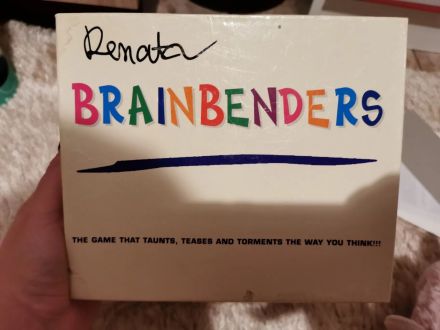 Renata
BRAINBENDERS
THE GAME THAT TAUNTS, TEASES AND TORMENTS THE WAY YOU THINK!!!